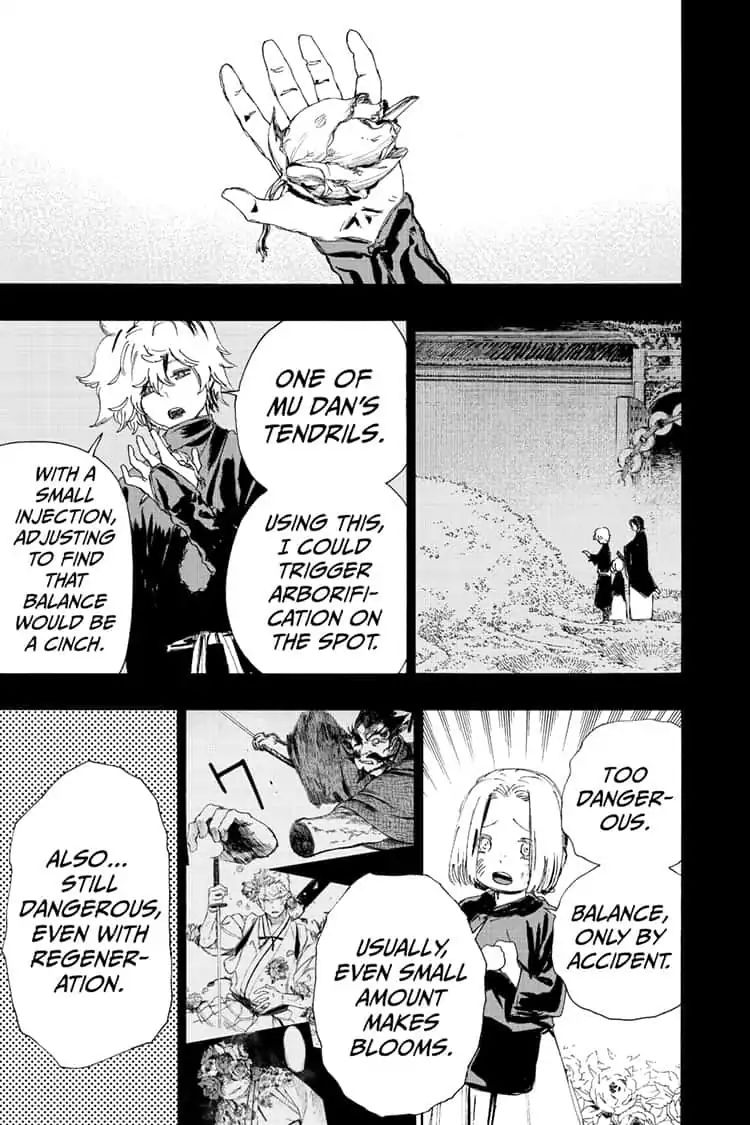 ONE OF
MU DAN'S
TENDRILS.
USING THIS,
I COULD
TRIGGER
ARBORIFI-
CATION ON
THE SPOT.
WITH A
SMALL
INJECTION,
ADJUSTING
TO FIND
THAT
BALANCE
WOULD BE
A CINCH.
TOO
DANGER-
OUS.
BALANCE,
ONLY BY
ACCIDENT.
USUALLY,
EVEN SMALL
AMOUNT
MAKES
BLOOMS.
ALSO...
STILL
DANGEROUS,
EVEN WITH
REGENER-
ATION.